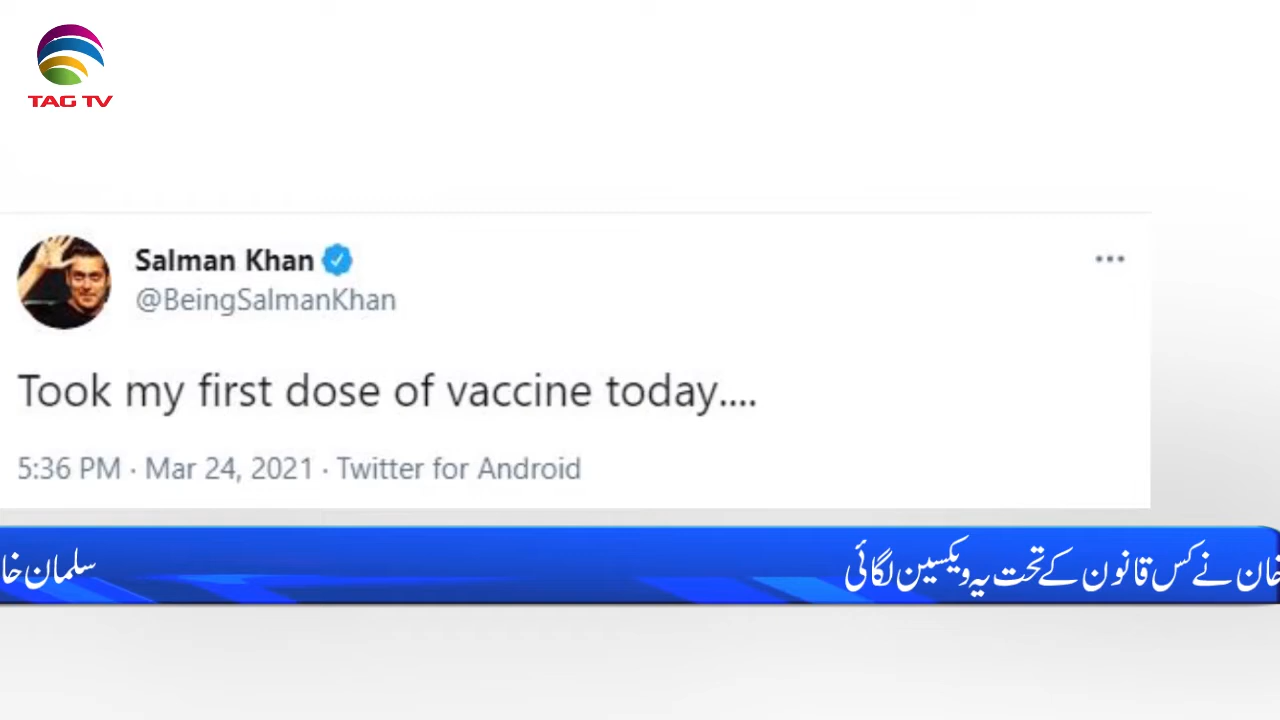 TAG TV
Salman Khan
@BeingSalmanKhan
Took my first dose of vaccine today....
5:36 PM · Mar 24, 2021 · Twitter for Android
خان نے کس قانون کے تحت یہ ویکسین لگائی
سلمان خا